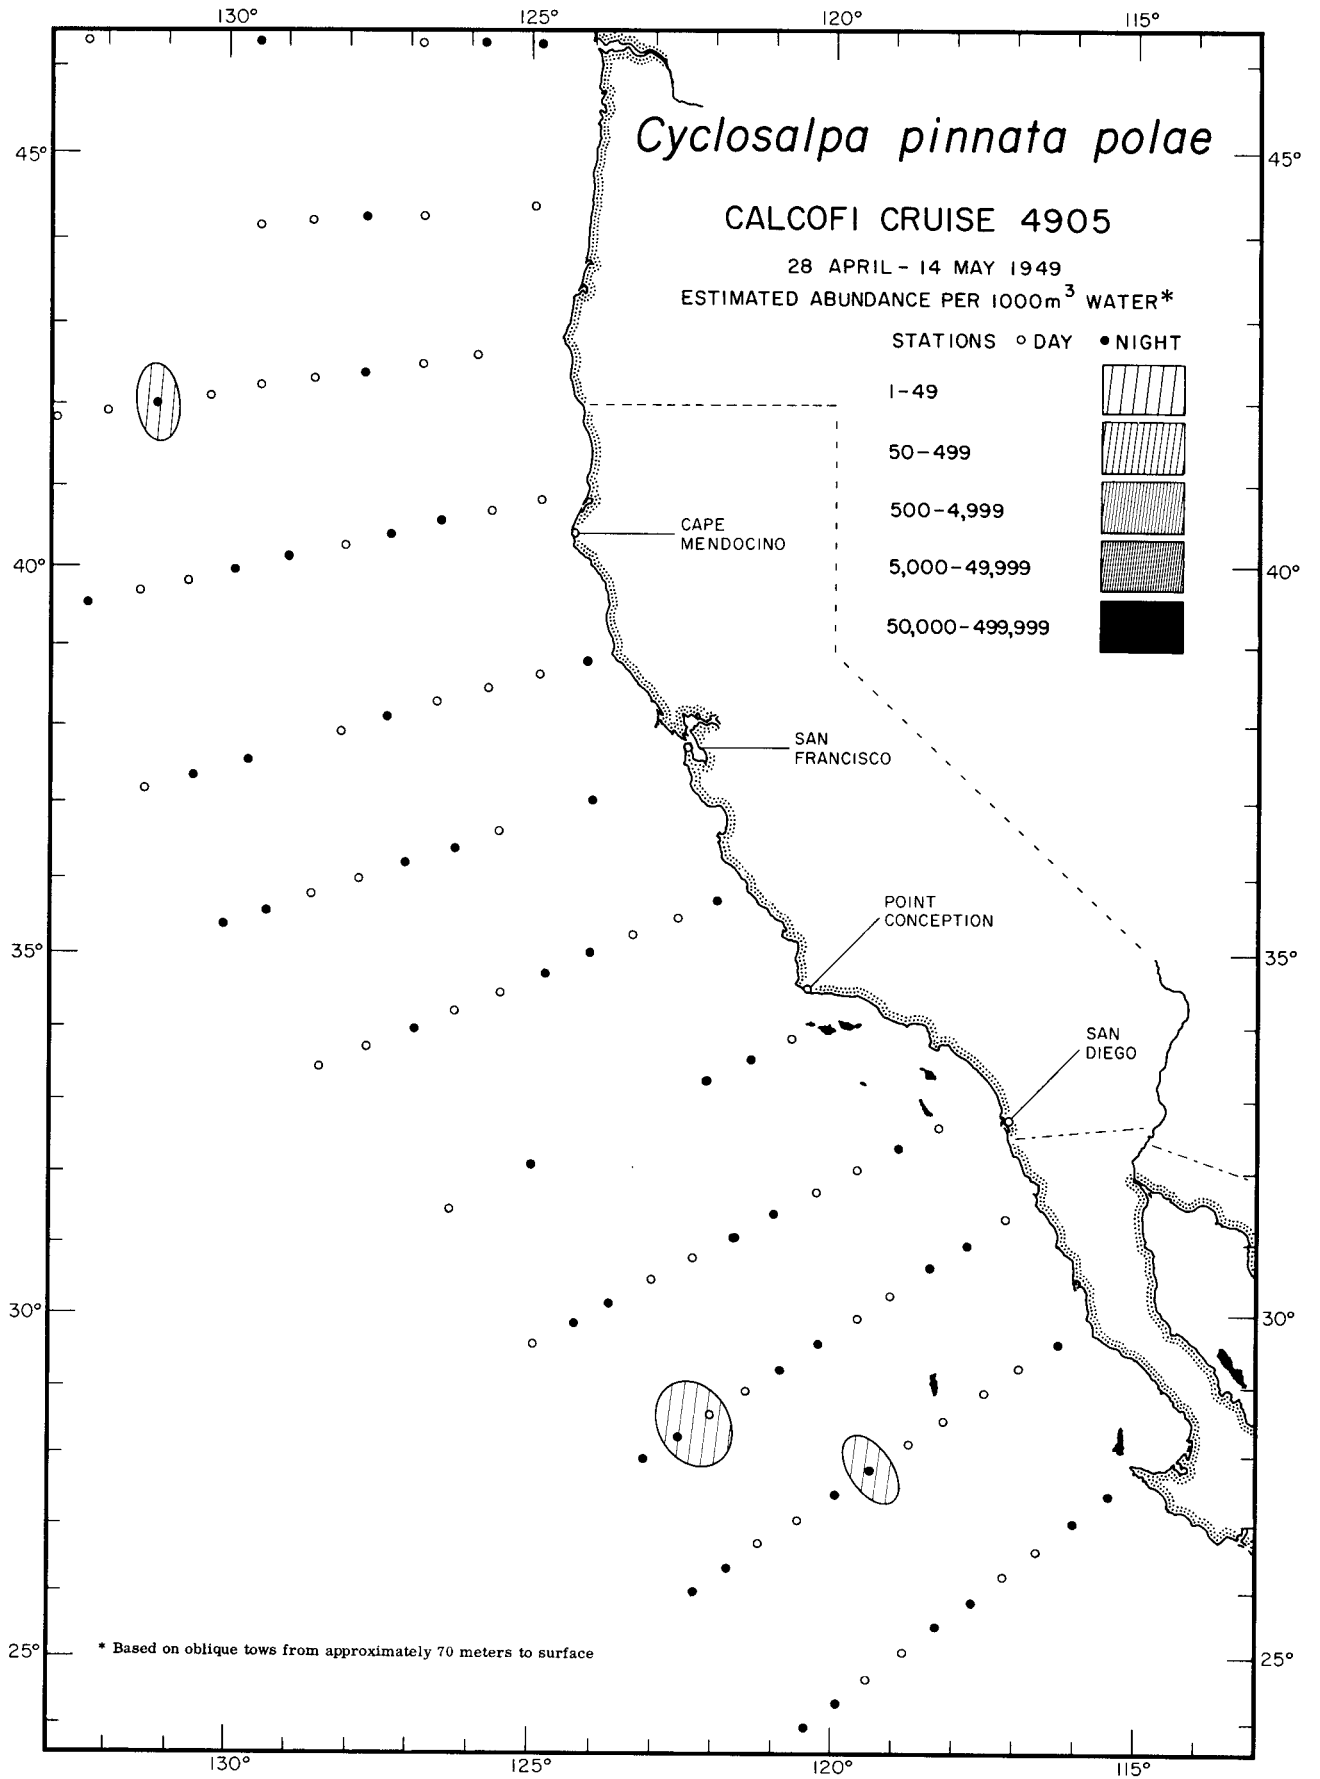 130° 125° 120° 115°
45° 45°
Cyclosalpa pinnata polae
CALCOFI CRUISE 4905
28 APRIL – 14 MAY 1949
ESTIMATED ABUNDANCE PER 1000m³ WATER*
STATIONS ○ DAY ● NIGHT
1–49
50–499
500–4,999
5,000–49,999
50,000–499,999
CAPE
MENDOCINO
40° 40°
SAN
FRANCISCO
POINT
CONCEPTION
35° 35°
SAN
DIEGO
30° 30°
* Based on oblique tows from approximately 70 meters to surface
25° 25°
130° 125° 120° 115°